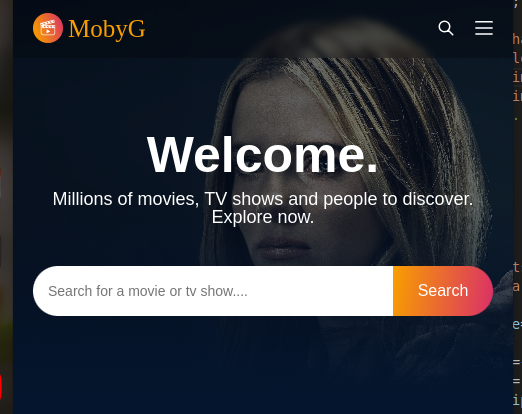 MobyG
Welcome.
Millions of movies, TV shows and people to discover.
Explore now.
Search for a movie or tv show....
Search